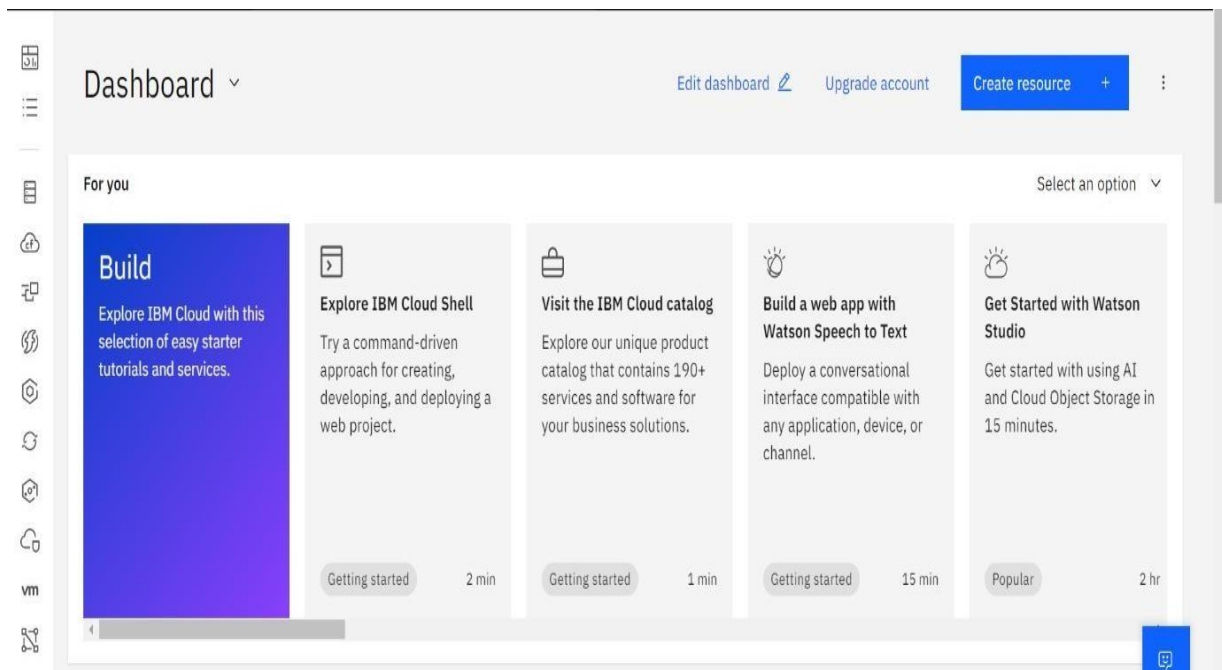 Dashboard
Edit dashboard
Upgrade account
Create resource +
For you
Select an option
Build
Explore IBM Cloud with this
selection of easy starter
tutorials and services.
Explore IBM Cloud Shell
Try a command-driven
approach for creating,
developing, and deploying a
web project.
Getting started
2 min
Visit the IBM Cloud catalog
Explore our unique product
catalog that contains 190+
services and software for
your business solutions.
Getting started
1 min
Build a web app with
Watson Speech to Text
Deploy a conversational
interface compatible with
any application, device, or
channel.
Getting started
15 min
Get Started with Watson
Studio
Get started with using AI
and Cloud Object Storage in
15 minutes.
Popular
2 hr
cf
vm